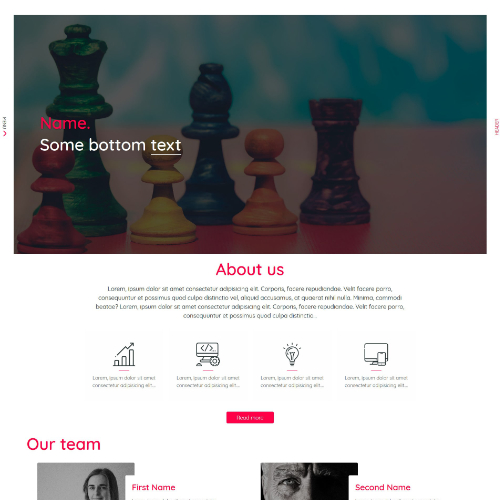 HEADER
Name.
Some bottom text
About us
Lorem, ipsum dolor sit amet consectetur adipisicing elit. Corporis, facere repudiandae. Velit facere porro,
consequuntur et possimus quod culpa distinctio vel, aliquid accusamus, at quaerat nihil nulla. Minima, commodi
beatae? Lorem, ipsum dolor sit amet consectetur adipisicing elit. Corporis, facere repudiandae. Velit facere porro,
consequuntur et possimus quod culpa distinctio...
Lorem, ipsum dolor sit amet
consectetur adipisicing elit...
Lorem, ipsum dolor sit amet
consectetur adipisicing elit...
Lorem, ipsum dolor sit amet
consectetur adipisicing elit...
Lorem, ipsum dolor sit amet
consectetur adipisicing elit...
Read more
Our team
First Name
Second Name